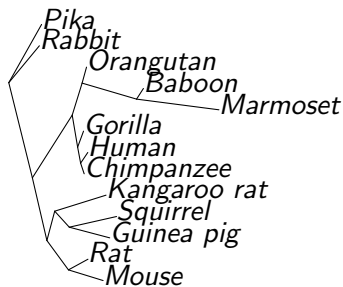 Pika
Rabbit
Orangutan
Baboon
Marmoset
Gorilla
Human
Chimpanzee
Kangaroo rat
Squirrel
Guinea pig
Rat
Mouse